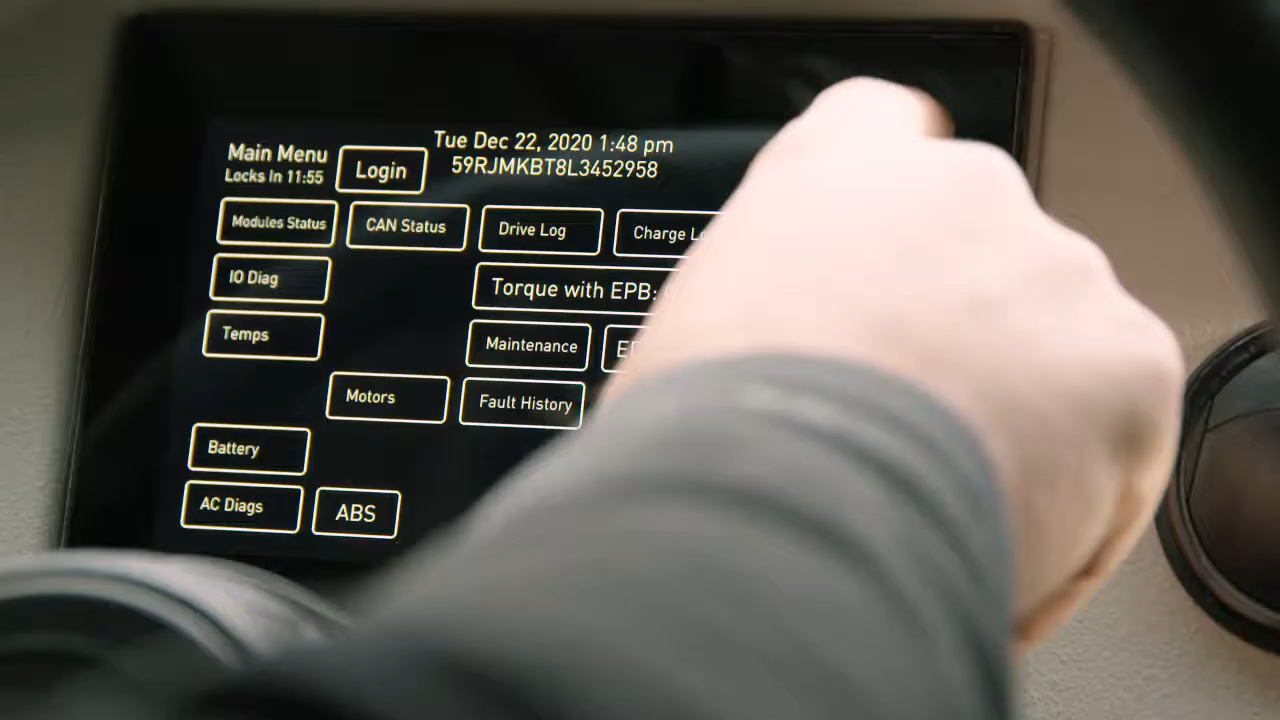 Main Menu
Locks In 11:55
Login
Tue Dec 22, 2020 1:48 pm
59RJMKBT8L3452958
Modules Status
CAN Status
Drive Log
Charge
IO Diag
Torque with EPB:
Temps
Maintenance
Motors
Fault History
Battery
AC Diags
ABS